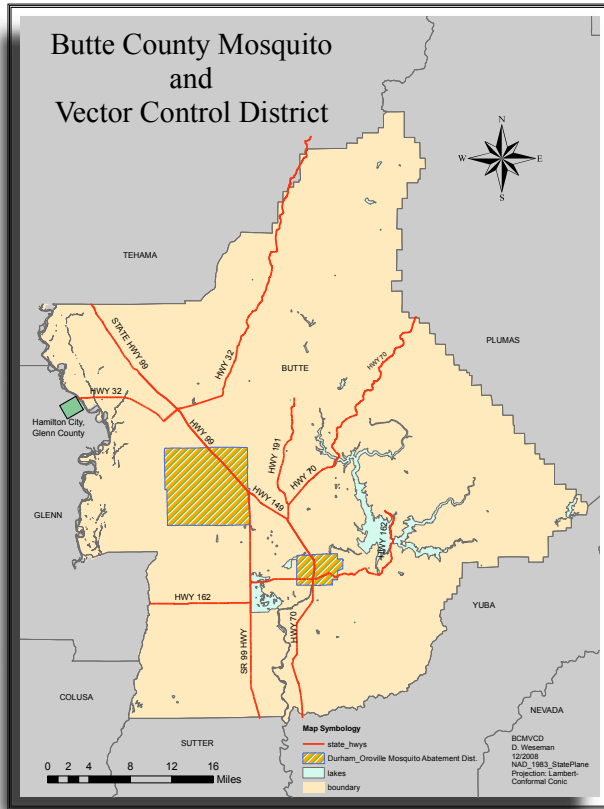 Butte County Mosquito
and
Vector Control District
N
W
E
S
TEHAMA
PLUMAS
STATE HWY 99
HWY 32
HWY 70
BUTTE
HWY 32
Hamilton City,
Glenn County
HWY 99
HWY 191
HWY 70
HWY 149
GLENN
HWY 162
HWY 162
YUBA
SR 99 HWY
HWY 70
COLUSA
NEVADA
SUTTER
Map Symbology
state_hwys
Durham_Oroville Mosquito Abatement Dist.
lakes
boundary
BCMVCD
D. Weseman
12/2008
NAD_1983_StatePlane
Projection: Lambert-
Conformal Conic
0 2 4 8 12 16
Miles